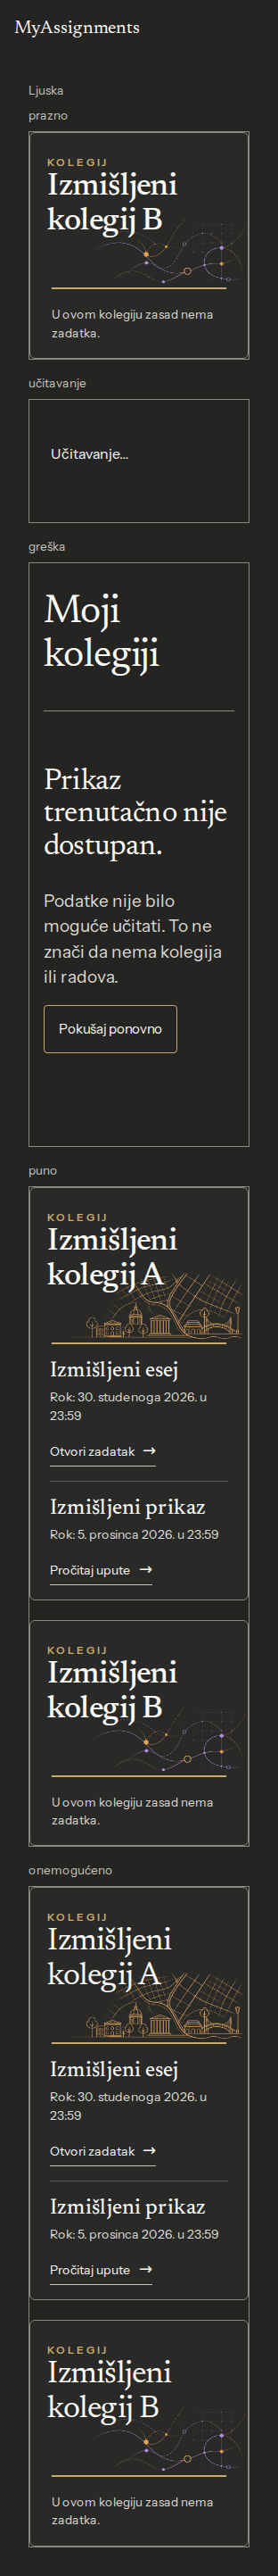 MyAssignments
Ljuska
prazno
KOLEGIJ
Izmišljeni
kolegij B
U ovom kolegiju zasad nema
zadatka.
učitavanje
Učitavanje...
greška
Moji
kolegiji
Prikaz
trenutačno nije
dostupan.
Podatke nije bilo
moguće učitati. To ne
znači da nema kolegija
ili radova.
Pokušaj ponovno
puno
KOLEGIJ
Izmišljeni
kolegij A
Izmišljeni esej
Rok: 30. studenoga 2026. u
23:59
Otvori zadatak →
Izmišljeni prikaz
Rok: 5. prosinca 2026. u 23:59
Pročitaj upute →
KOLEGIJ
Izmišljeni
kolegij B
U ovom kolegiju zasad nema
zadatka.
onemogućeno
KOLEGIJ
Izmišljeni
kolegij A
Izmišljeni esej
Rok: 30. studenoga 2026. u
23:59
Otvori zadatak →
Izmišljeni prikaz
Rok: 5. prosinca 2026. u 23:59
Pročitaj upute →
KOLEGIJ
Izmišljeni
kolegij B
U ovom kolegiju zasad nema
zadatka.